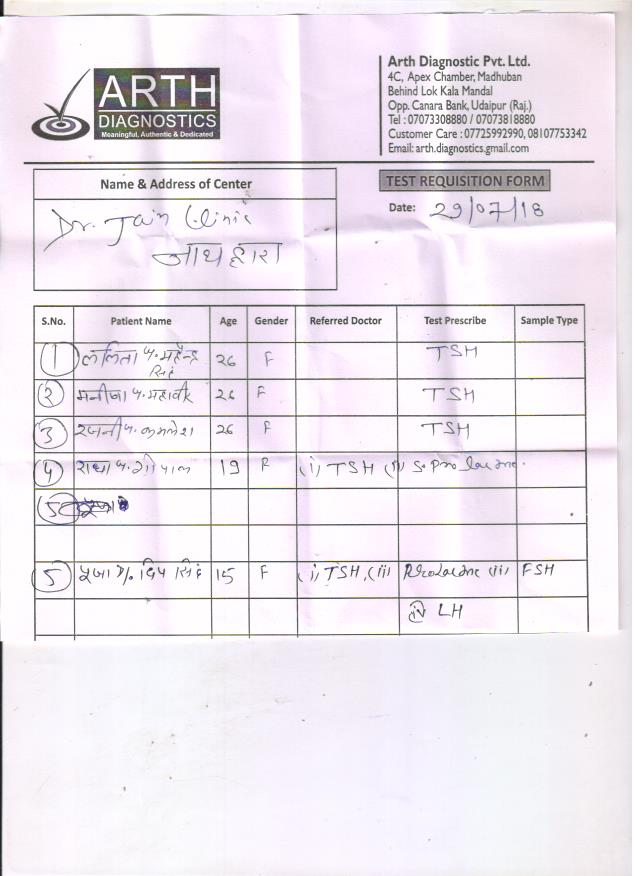 ARTH
DIAGNOSTICS
Meaningful, Authentic & Dedicated
Arth Diagnostic Pvt. Ltd.
4C, Apex Chamber, Madhuban
Behind Lok Kala Mandal
Opp. Canara Bank, Udaipur (Raj.)
Tel : 07073308880 / 07073818880
Customer Care : 07725992990, 08107753342
Email: arth.diagnostics.gmail.com
Name & Address of Center
Dr. Jain Clinic
नाथद्वारा
TEST REQUISITION FORM
Date: 29/07/18
S.No. Patient Name Age Gender Referred Doctor Test Prescribe Sample Type
1 ललिता प. महेन्द्र सिंह 26 F TSH
2 मनीषा प. महावीर 26 F TSH
3 रजनी प. कमलेश 26 F TSH
4 राधा प. गोपाल 19 F (i) TSH (ii) S. Prolactine.
5
5 पूजा D/o. दिप सिंह 15 F (i) TSH, (ii) Prolactine (iii) FSH
iv LH